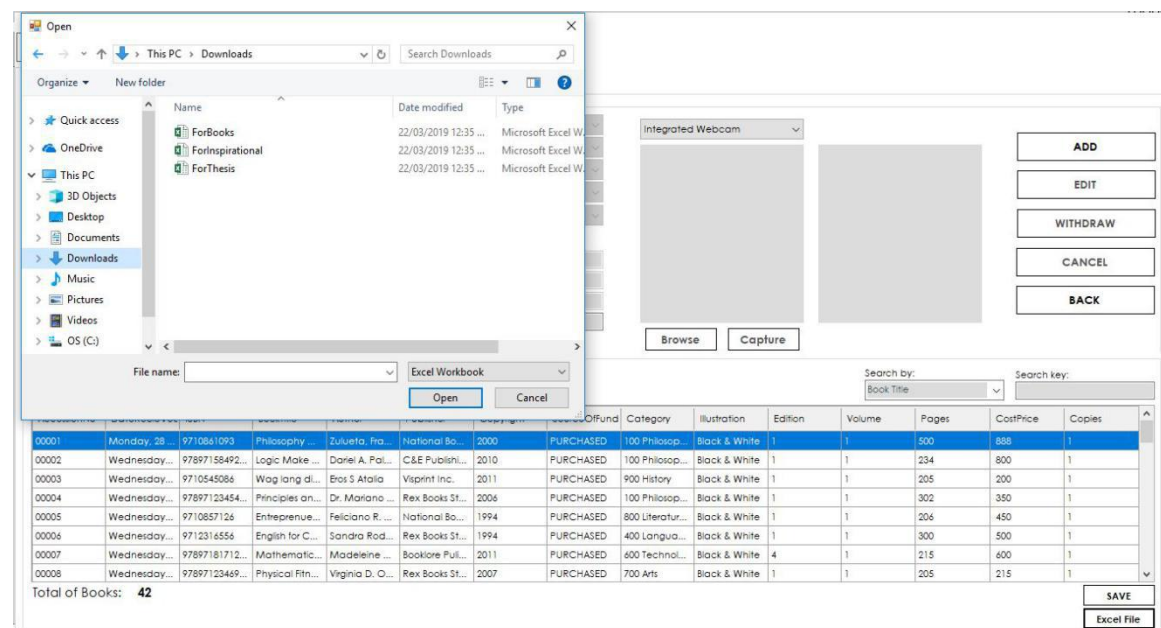 Open
This PC > Downloads
Search Downloads
Organize
New folder
Name Date modified Type
Quick access
OneDrive
This PC
3D Objects
Desktop
Documents
Downloads
Music
Pictures
Videos
OS (C:)
ForBooks 22/03/2019 12:35 ... Microsoft Excel W
ForInspirational 22/03/2019 12:35 ... Microsoft Excel W
ForThesis 22/03/2019 12:35 ... Microsoft Excel W
File name:
Excel Workbook
Open Cancel
Integrated Webcam
Browse Capture
ADD
EDIT
WITHDRAW
CANCEL
BACK
Search by: Search key:
Book Title
Category Illustration Edition Volume Pages CostPrice Copies
00001 Monday, 28 ... 9710861093 Philosophy ... Zulueta, Fra... National Bo... 2000 PURCHASED 100 Philosop... Black & White 1 1 500 888 1
00002 Wednesday... 97897158492... Logic Make ... Dariel A. Pal... C&E Publishi... 2010 PURCHASED 100 Philosop... Black & White 1 1 234 800 1
00003 Wednesday... 9710545086 Wag lang di... Eros S Atalia Visprint Inc. 2011 PURCHASED 900 History Black & White 1 1 205 200 1
00004 Wednesday... 97897123454... Principles an... Dr. Mariano ... Rex Books St... 2006 PURCHASED 100 Philosop... Black & White 1 1 302 350 1
00005 Wednesday... 9710857126 Entreprenue... Feliciano R. ... National Bo... 1994 PURCHASED 800 Literatur... Black & White 1 1 206 450 1
00006 Wednesday... 9712316556 English for C... Sandra Rod... Rex Books St... 1994 PURCHASED 400 Langua... Black & White 1 1 300 500 1
00007 Wednesday... 97897181712... Mathematic... Madeleine ... Booklore Pull... 2011 PURCHASED 600 Technol... Black & White 4 1 215 600 1
00008 Wednesday... 97897123469... Physical Fitn... Virginia D. O... Rex Books St... 2007 PURCHASED 700 Arts Black & White 1 1 205 215 1
Total of Books: 42
SAVE
Excel File